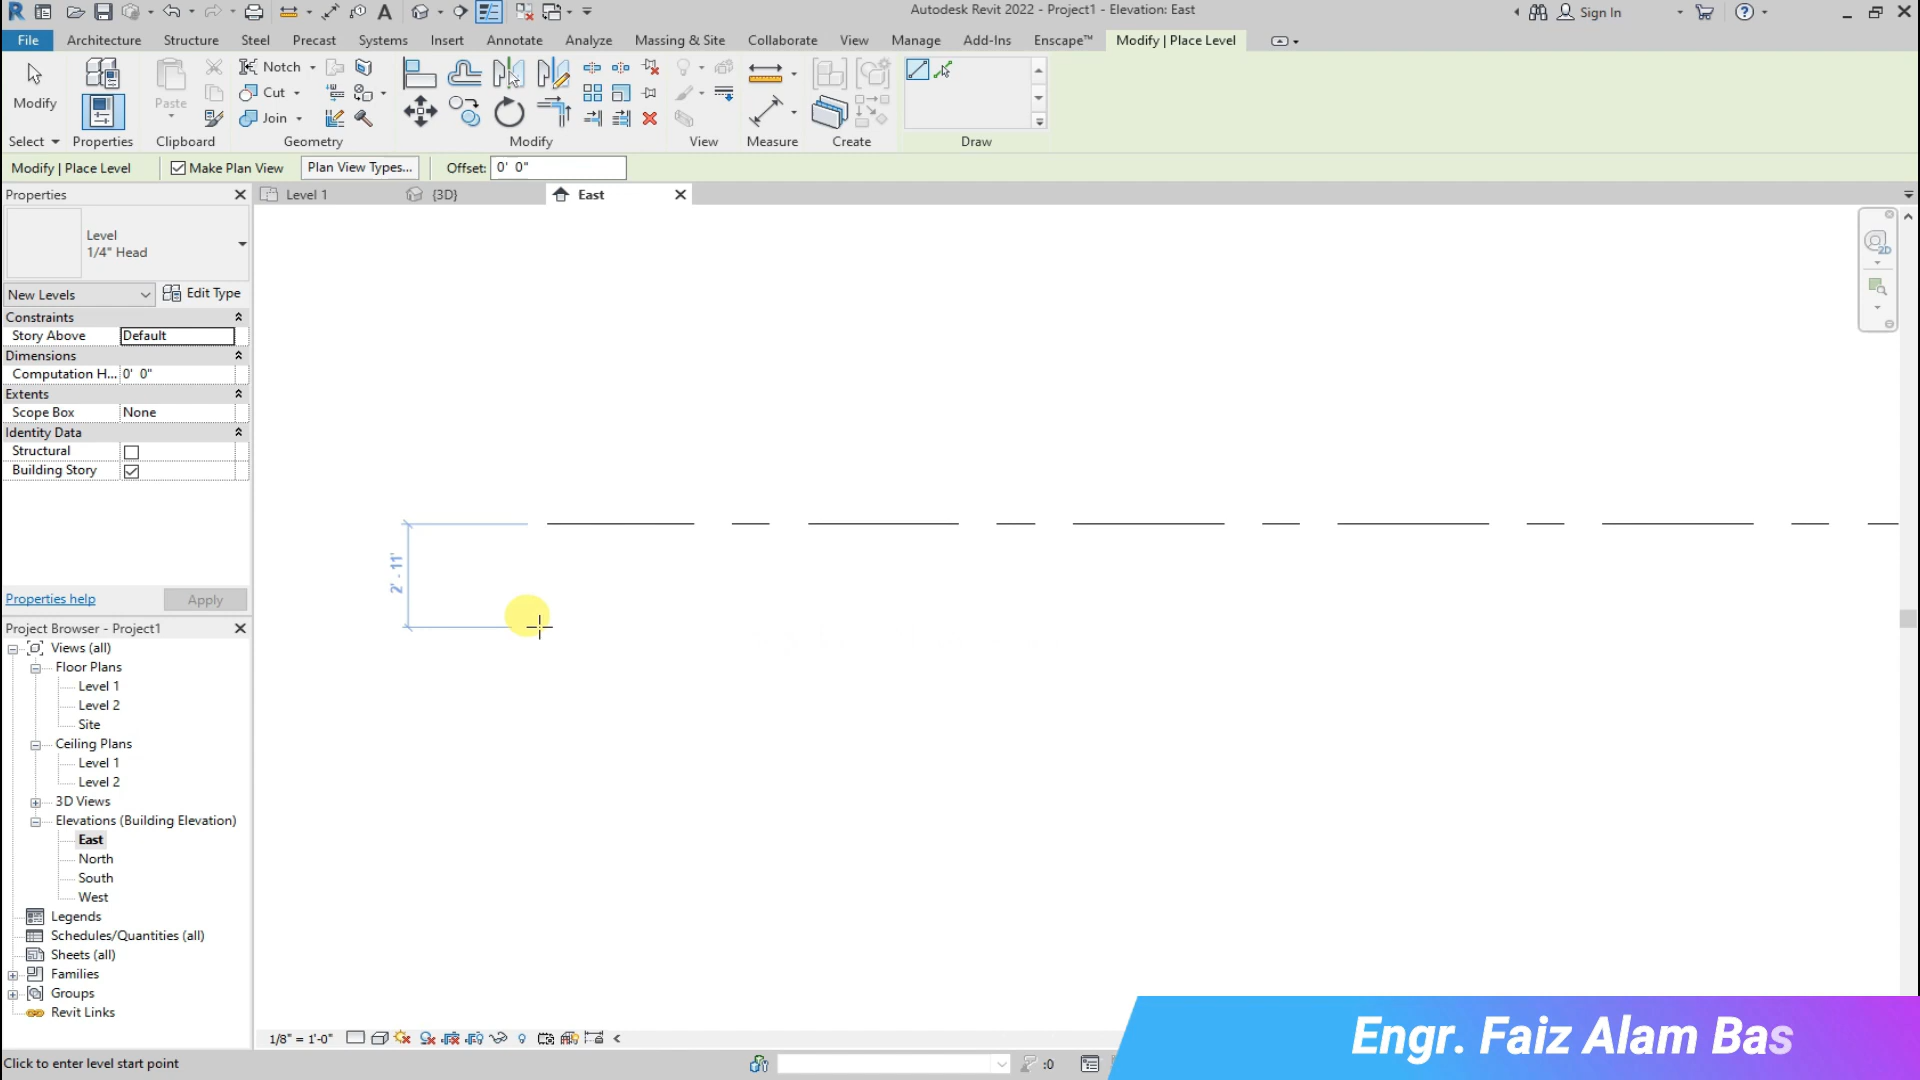 Autodesk Revit 2022 - Project1 - Elevation: East
Sign In
File Architecture Structure Steel Precast Systems Insert Annotate Analyze Massing & Site Collaborate View Manage Add-Ins Enscape™ Modify | Place Level
Modify
Paste
Notch
Cut
Join
Select Properties Clipboard Geometry Modify View Measure Create Draw
Modify | Place Level Make Plan View Plan View Types... Offset: 0' 0"
Properties
Level 1 {3D} East
Level
1/4" Head
New Levels Edit Type
Constraints
Story Above Default
Dimensions
Computation H... 0' 0"
Extents
Scope Box None
Identity Data
Structural
Building Story
Properties help Apply
2' - 11"
2D
Project Browser - Project1
Views (all)
Floor Plans
Level 1
Level 2
Site
Ceiling Plans
Level 1
Level 2
3D Views
Elevations (Building Elevation)
East
North
South
West
Legends
Schedules/Quantities (all)
Sheets (all)
Families
Groups
Revit Links
1/8" = 1'-0"
Click to enter level start point
:0
Engr. Faiz Alam Bas